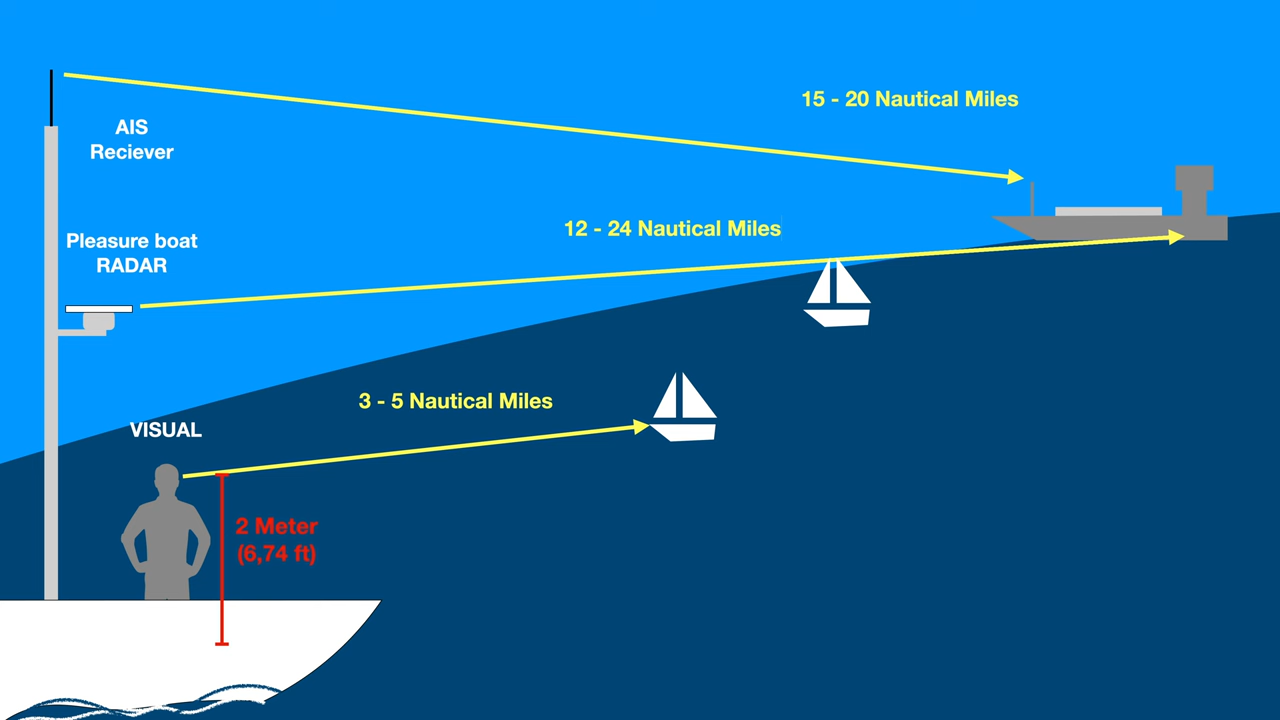 15 - 20 Nautical Miles
AIS
Reciever
12 - 24 Nautical Miles
Pleasure boat
RADAR
3 - 5 Nautical Miles
VISUAL
2 Meter
(6,74 ft)